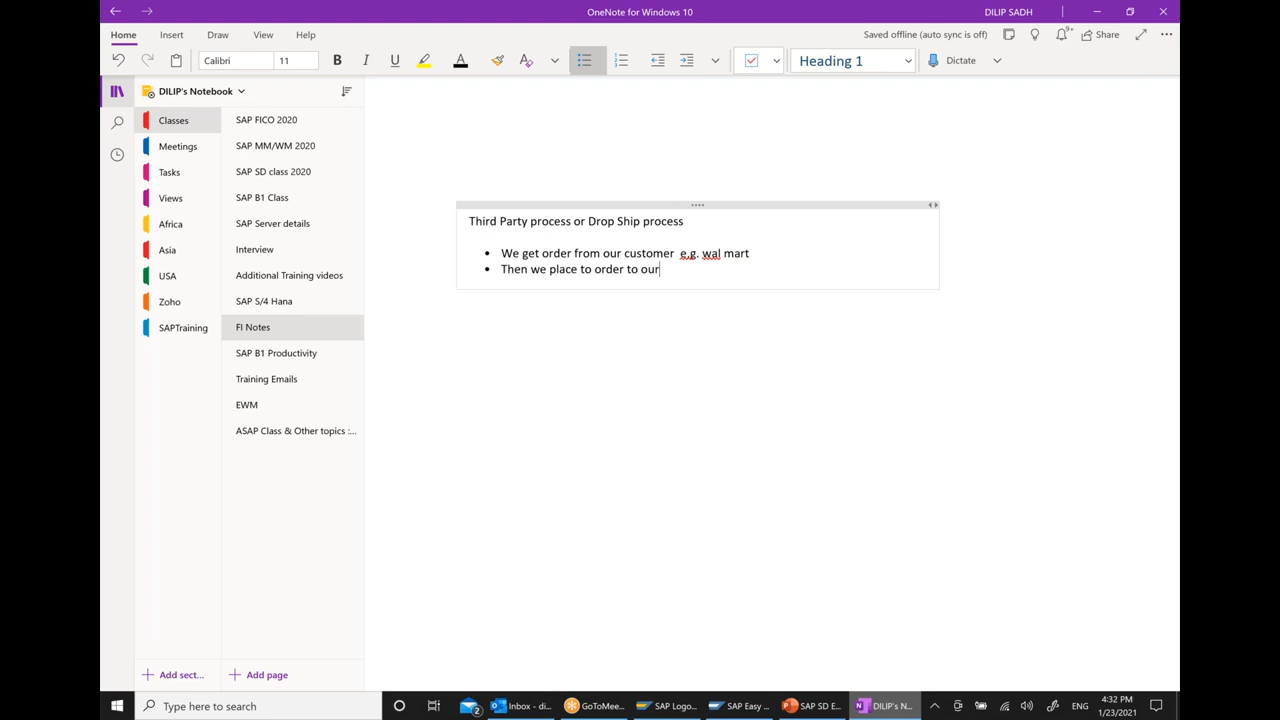 OneNote for Windows 10
DILIP SADH
Home Insert Draw View Help
Saved offline (auto sync is off)
9+
Share
Calibri 11 B I U A Heading 1 Dictate
DILIP's Notebook
Classes
Meetings
Tasks
Views
Africa
Asia
USA
Zoho
SAPTraining
SAP FICO 2020
SAP MM/WM 2020
SAP SD class 2020
SAP B1 Class
SAP Server details
Interview
Additional Training videos
SAP S/4 Hana
FI Notes
SAP B1 Productivity
Training Emails
EWM
ASAP Class & Other topics :...
Third Party process or Drop Ship process
• We get order from our customer e.g. wal mart
• Then we place to order to our
+ Add sect...
+ Add page
Type here to search
2
Inbox - di...
GoToMee...
SAP Logo...
SAP Easy ...
SAP SD E...
DILIP's N...
ENG
4:32 PM
1/23/2021